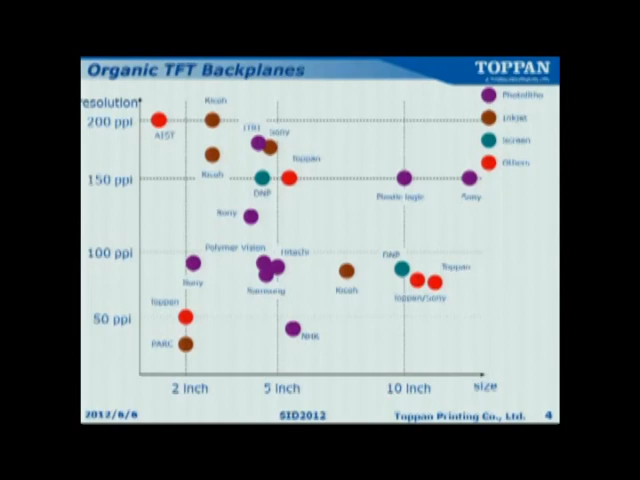 Organic TFT Backplanes
TOPPAN
resolution
200 ppi
150 ppi
100 ppi
50 ppi
Ricoh
AIST
ITRI
Sony
Toppan
Ricoh
DNP
Plastic logic
Sony
Sony
Polymer Vision
Hitachi
Sony
Samsung
Ricoh
DNP
Toppan
Toppan/Sony
Toppan
PARC
NHK
Photolitho
Inkjet
Screen
Others
2 inch
5 inch
10 inch
size
2012/6/6
SID2012
Toppan Printing Co., Ltd.
4